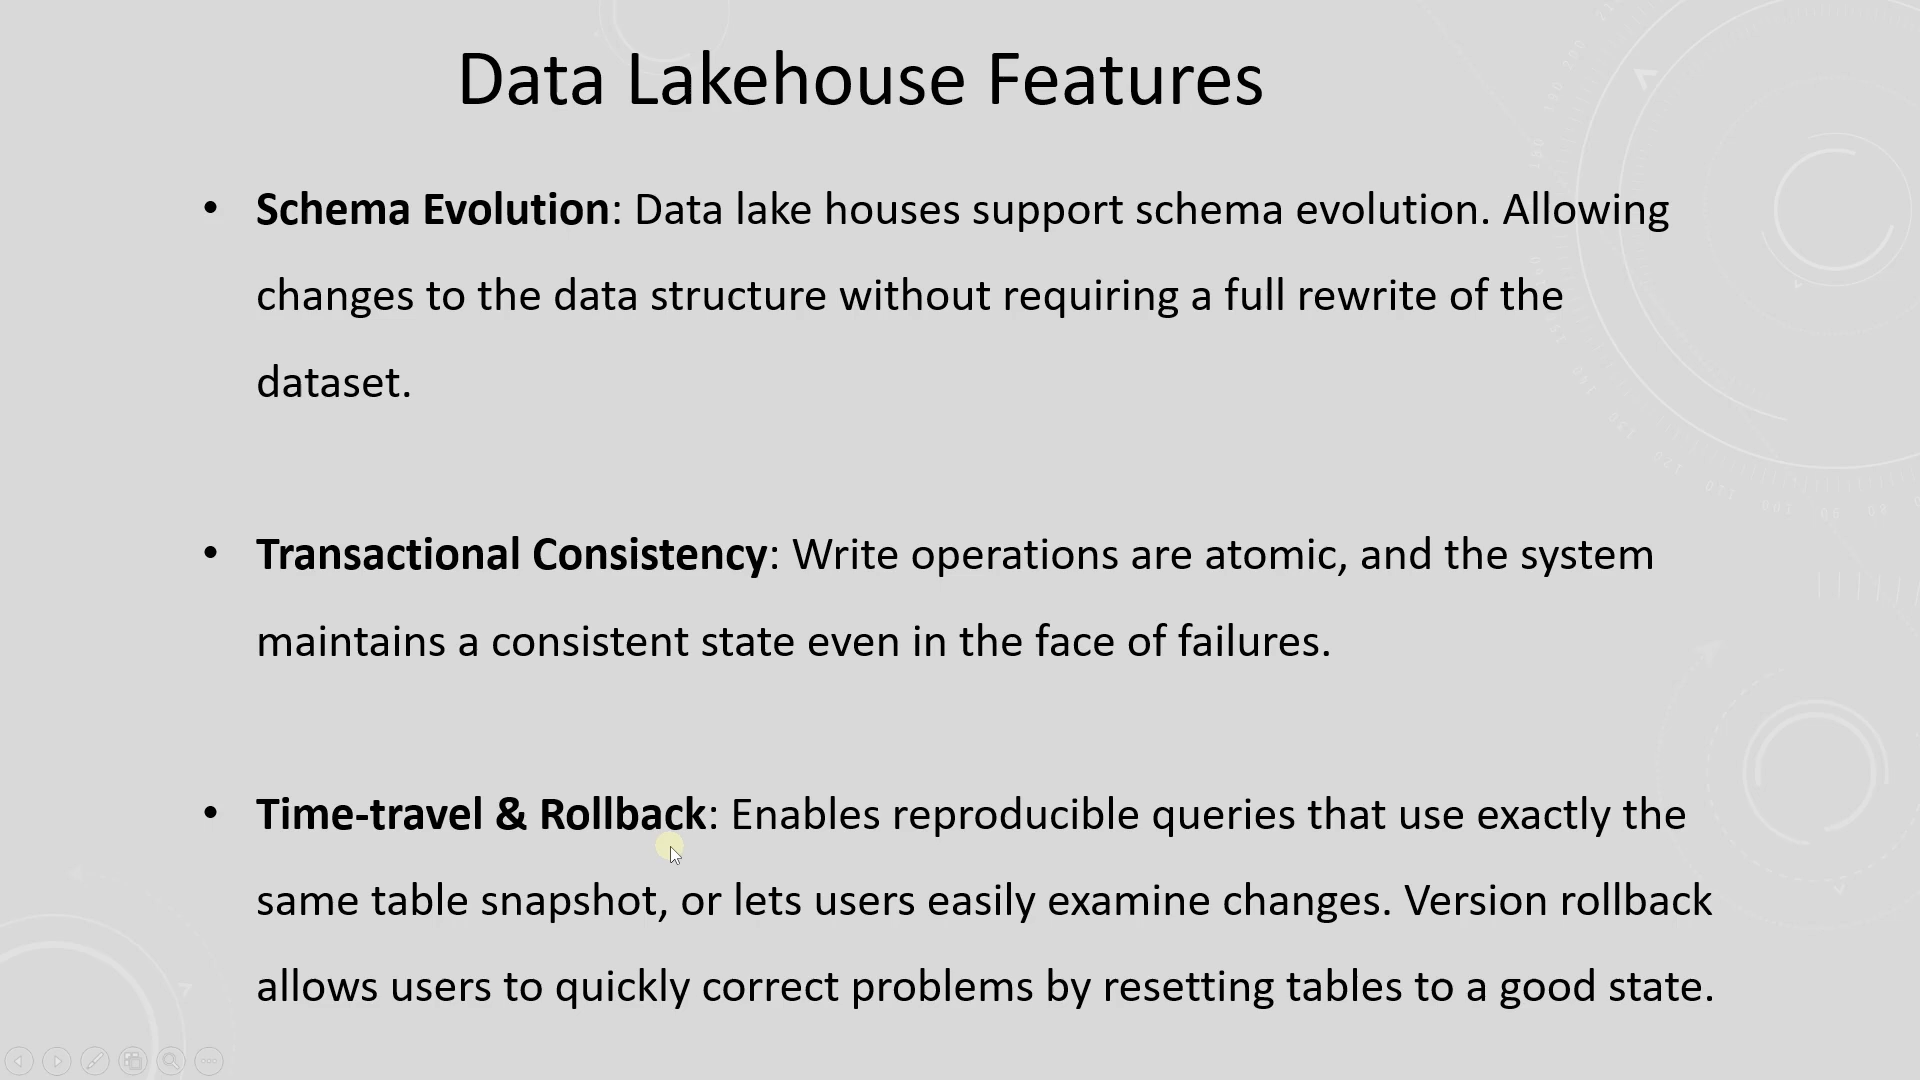 Data Lakehouse Features
• Schema Evolution: Data lake houses support schema evolution. Allowing
changes to the data structure without requiring a full rewrite of the
dataset.
• Transactional Consistency: Write operations are atomic, and the system
maintains a consistent state even in the face of failures.
• Time-travel & Rollback: Enables reproducible queries that use exactly the
same table snapshot, or lets users easily examine changes. Version rollback
allows users to quickly correct problems by resetting tables to a good state.